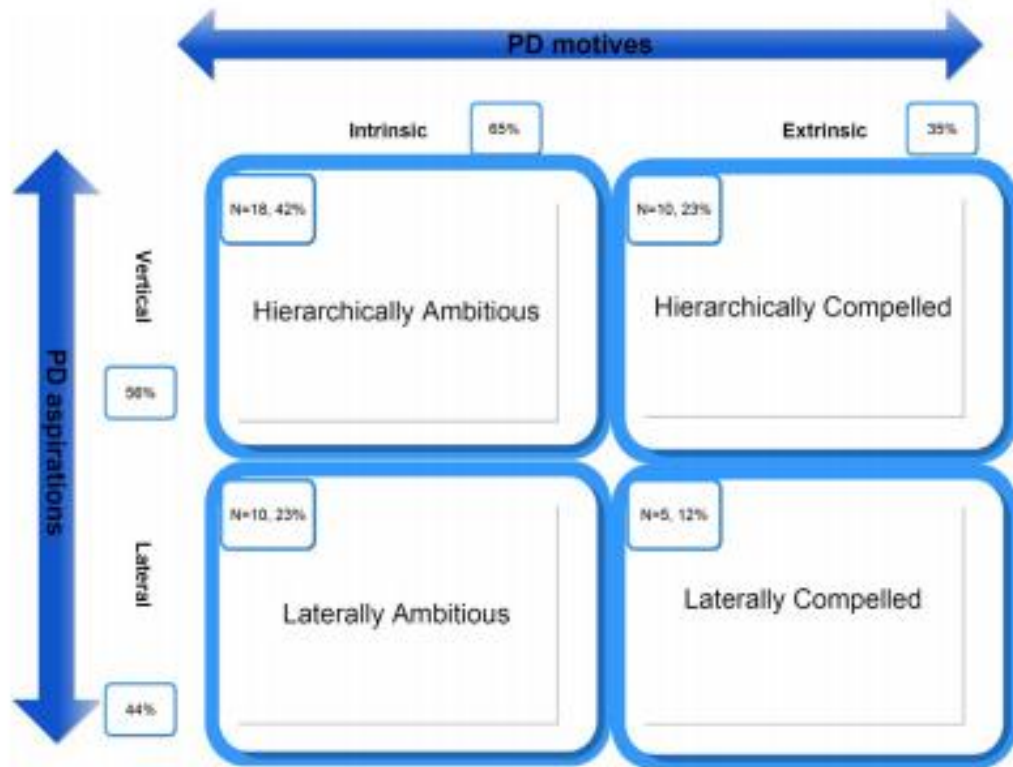 PD motives
Intrinsic
65%
Extrinsic
35%
PD aspirations
Vertical
56%
Lateral
44%
N=18, 42%
Hierarchically Ambitious
N=10, 23%
Hierarchically Compelled
N=10, 23%
Laterally Ambitious
N=5, 12%
Laterally Compelled